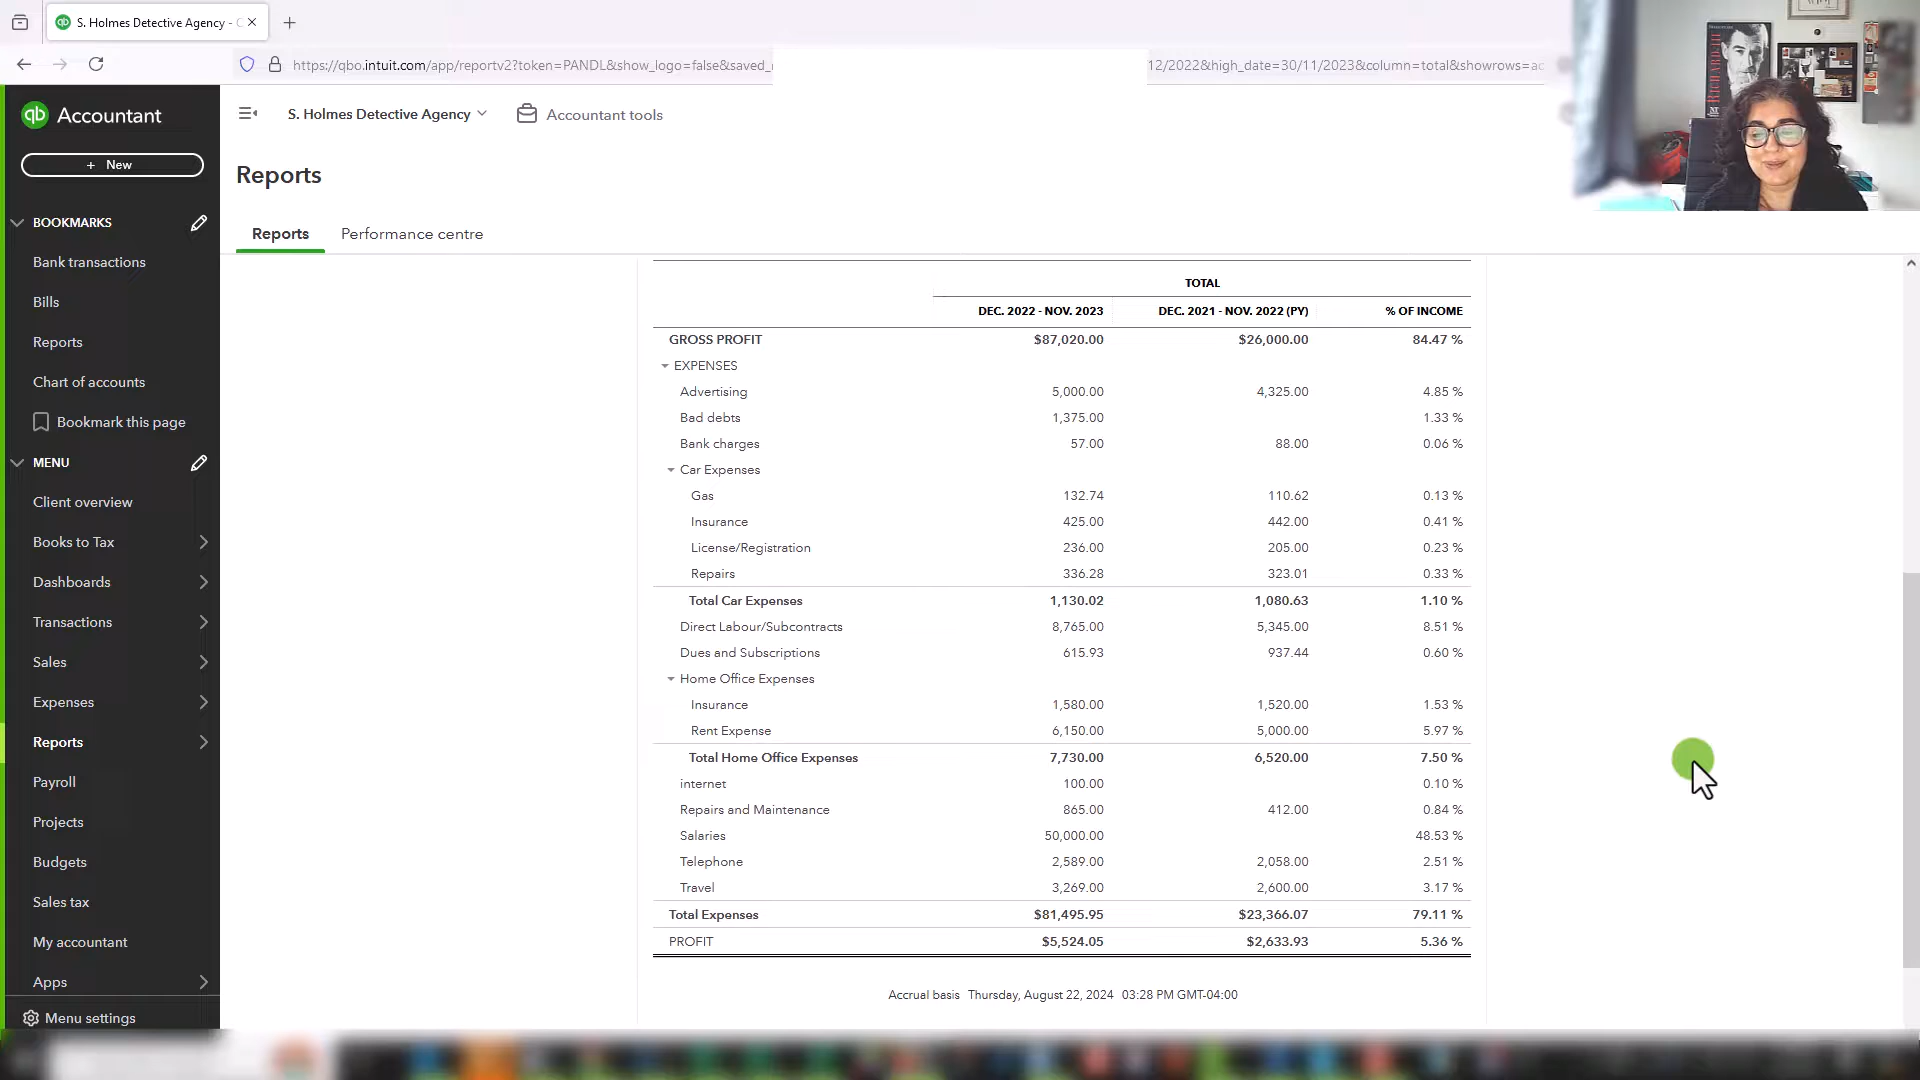 S. Holmes Detective Agency - C
https://qbo.intuit.com/app/reportv2?token=PANDL&show_logo=false&saved_
12/2022&high_date=30/11/2023&column=total&showrows=ac
Accountant
S. Holmes Detective Agency
Accountant tools
+ New
Reports
BOOKMARKS
Reports Performance centre
Bank transactions
Bills
Reports
Chart of accounts
Bookmark this page
MENU
Client overview
Books to Tax
Dashboards
Transactions
Sales
Expenses
Reports
Payroll
Projects
Budgets
Sales tax
My accountant
Apps
Menu settings
TOTAL
DEC. 2022 - NOV. 2023 DEC. 2021 - NOV. 2022 (PY) % OF INCOME
GROSS PROFIT $87,020.00 $26,000.00 84.47 %
EXPENSES
Advertising 5,000.00 4,325.00 4.85 %
Bad debts 1,375.00 1.33 %
Bank charges 57.00 88.00 0.06 %
Car Expenses
Gas 132.74 110.62 0.13 %
Insurance 425.00 442.00 0.41 %
License/Registration 236.00 205.00 0.23 %
Repairs 336.28 323.01 0.33 %
Total Car Expenses 1,130.02 1,080.63 1.10 %
Direct Labour/Subcontracts 8,765.00 5,345.00 8.51 %
Dues and Subscriptions 615.93 937.44 0.60 %
Home Office Expenses
Insurance 1,580.00 1,520.00 1.53 %
Rent Expense 6,150.00 5,000.00 5.97 %
Total Home Office Expenses 7,730.00 6,520.00 7.50 %
internet 100.00 0.10 %
Repairs and Maintenance 865.00 412.00 0.84 %
Salaries 50,000.00 48.53 %
Telephone 2,589.00 2,058.00 2.51 %
Travel 3,269.00 2,600.00 3.17 %
Total Expenses $81,495.95 $23,366.07 79.11 %
PROFIT $5,524.05 $2,633.93 5.36 %
Accrual basis Thursday, August 22, 2024 03:28 PM GMT-04:00
RICHARD III